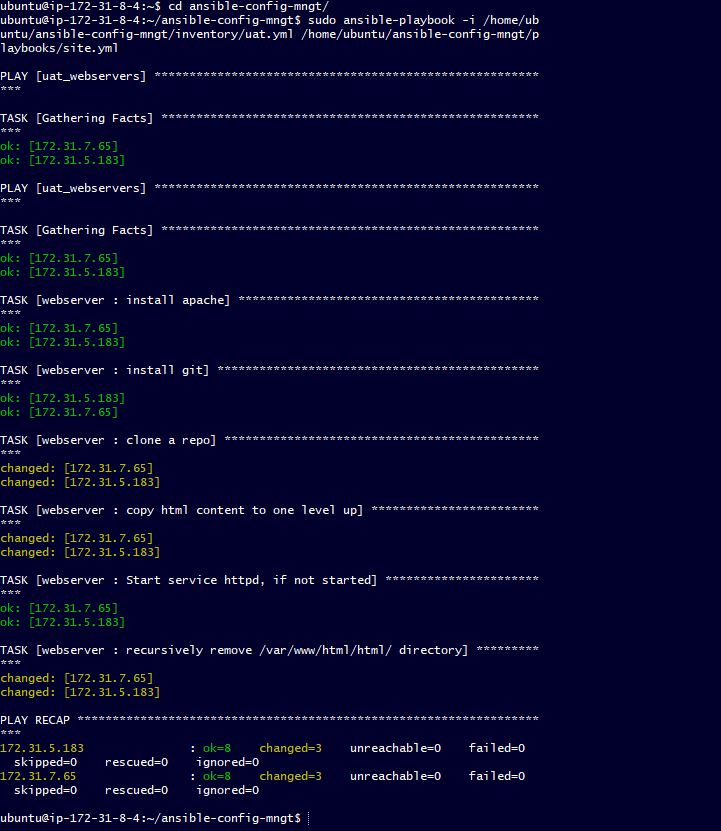 ubuntu@ip-172-31-8-4:~$ cd ansible-config-mngt/
ubuntu@ip-172-31-8-4:~/ansible-config-mngt$ sudo ansible-playbook -i /home/ub
untu/ansible-config-mngt/inventory/uat.yml /home/ubuntu/ansible-config-mngt/p
laybooks/site.yml
PLAY [uat_webservers] *******************************************************
***
TASK [Gathering Facts] ******************************************************
***
ok: [172.31.7.65]
ok: [172.31.5.183]
PLAY [uat_webservers] *******************************************************
***
TASK [Gathering Facts] ******************************************************
***
ok: [172.31.7.65]
ok: [172.31.5.183]
TASK [webserver : install apache] *******************************************
***
ok: [172.31.7.65]
ok: [172.31.5.183]
TASK [webserver : install git] **********************************************
***
ok: [172.31.5.183]
ok: [172.31.7.65]
TASK [webserver : clone a repo] *********************************************
***
changed: [172.31.7.65]
changed: [172.31.5.183]
TASK [webserver : copy html content to one level up] ************************
***
changed: [172.31.7.65]
changed: [172.31.5.183]
TASK [webserver : Start service httpd, if not started] **********************
***
ok: [172.31.7.65]
ok: [172.31.5.183]
TASK [webserver : recursively remove /var/www/html/html/ directory] *********
***
changed: [172.31.7.65]
changed: [172.31.5.183]
PLAY RECAP ******************************************************************
***
172.31.5.183               : ok=8    changed=3    unreachable=0    failed=0
  skipped=0    rescued=0    ignored=0
172.31.7.65                : ok=8    changed=3    unreachable=0    failed=0
  skipped=0    rescued=0    ignored=0
ubuntu@ip-172-31-8-4:~/ansible-config-mngt$